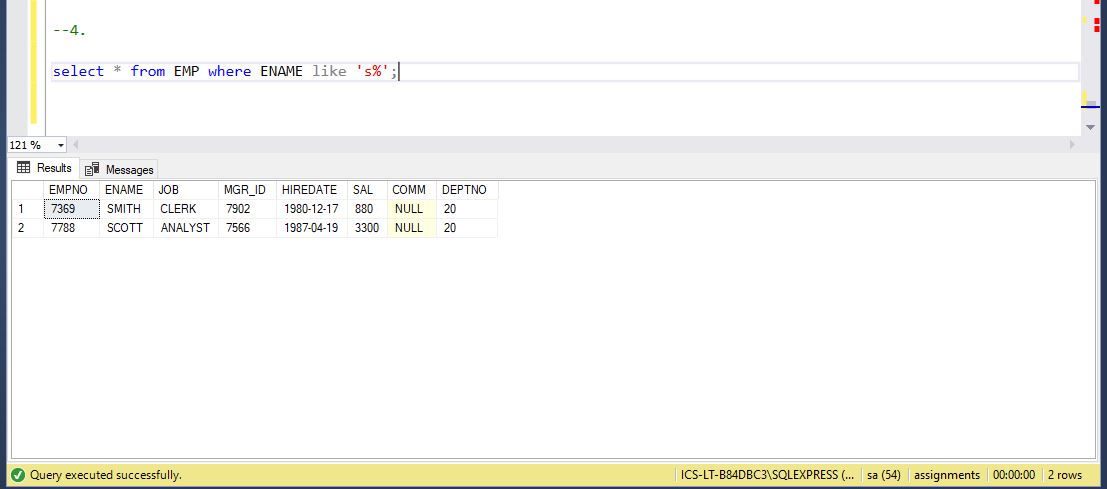 --4.
select * from EMP where ENAME like 's%';
121 %
Results Messages
EMPNO ENAME JOB MGR_ID HIREDATE SAL COMM DEPTNO
1 7369 SMITH CLERK 7902 1980-12-17 880 NULL 20
2 7788 SCOTT ANALYST 7566 1987-04-19 3300 NULL 20
Query executed successfully. ICS-LT-B84DBC3\SQLEXPRESS (... sa (54) assignments 00:00:00 2 rows